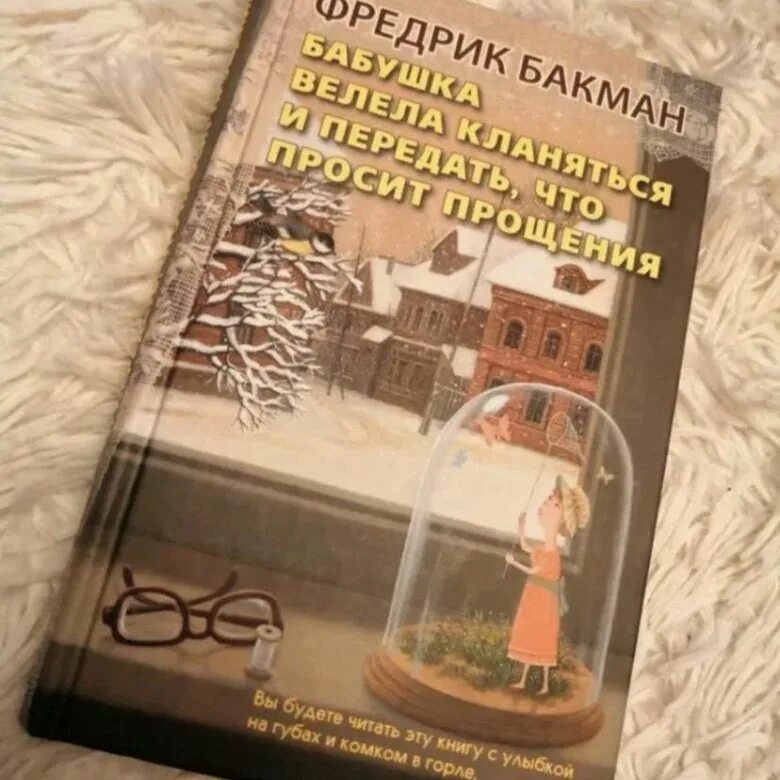 ФРЕДРИК БАКМАН
БАБУШКА
ВЕЛЕЛА КЛАНЯТЬСЯ
И ПЕРЕДАТЬ, ЧТО
ПРОСИТ ПРОЩЕНИЯ
Вы будете читать эту книгу с улыбкой
на губах и комком в горле.